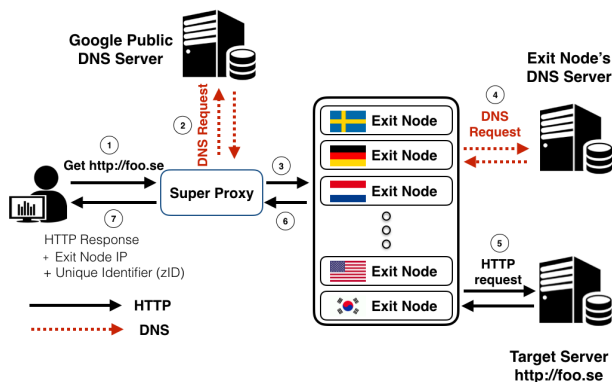 Google Public
DNS Server
Exit Node's
DNS Server
1
Get http://foo.se
2
DNS Request
3
Super Proxy
7
6
HTTP Response
+ Exit Node IP
+ Unique Identifier (zID)
HTTP
DNS
Exit Node
Exit Node
Exit Node
Exit Node
Exit Node
4
DNS
Request
5
HTTP
request
Target Server
http://foo.se